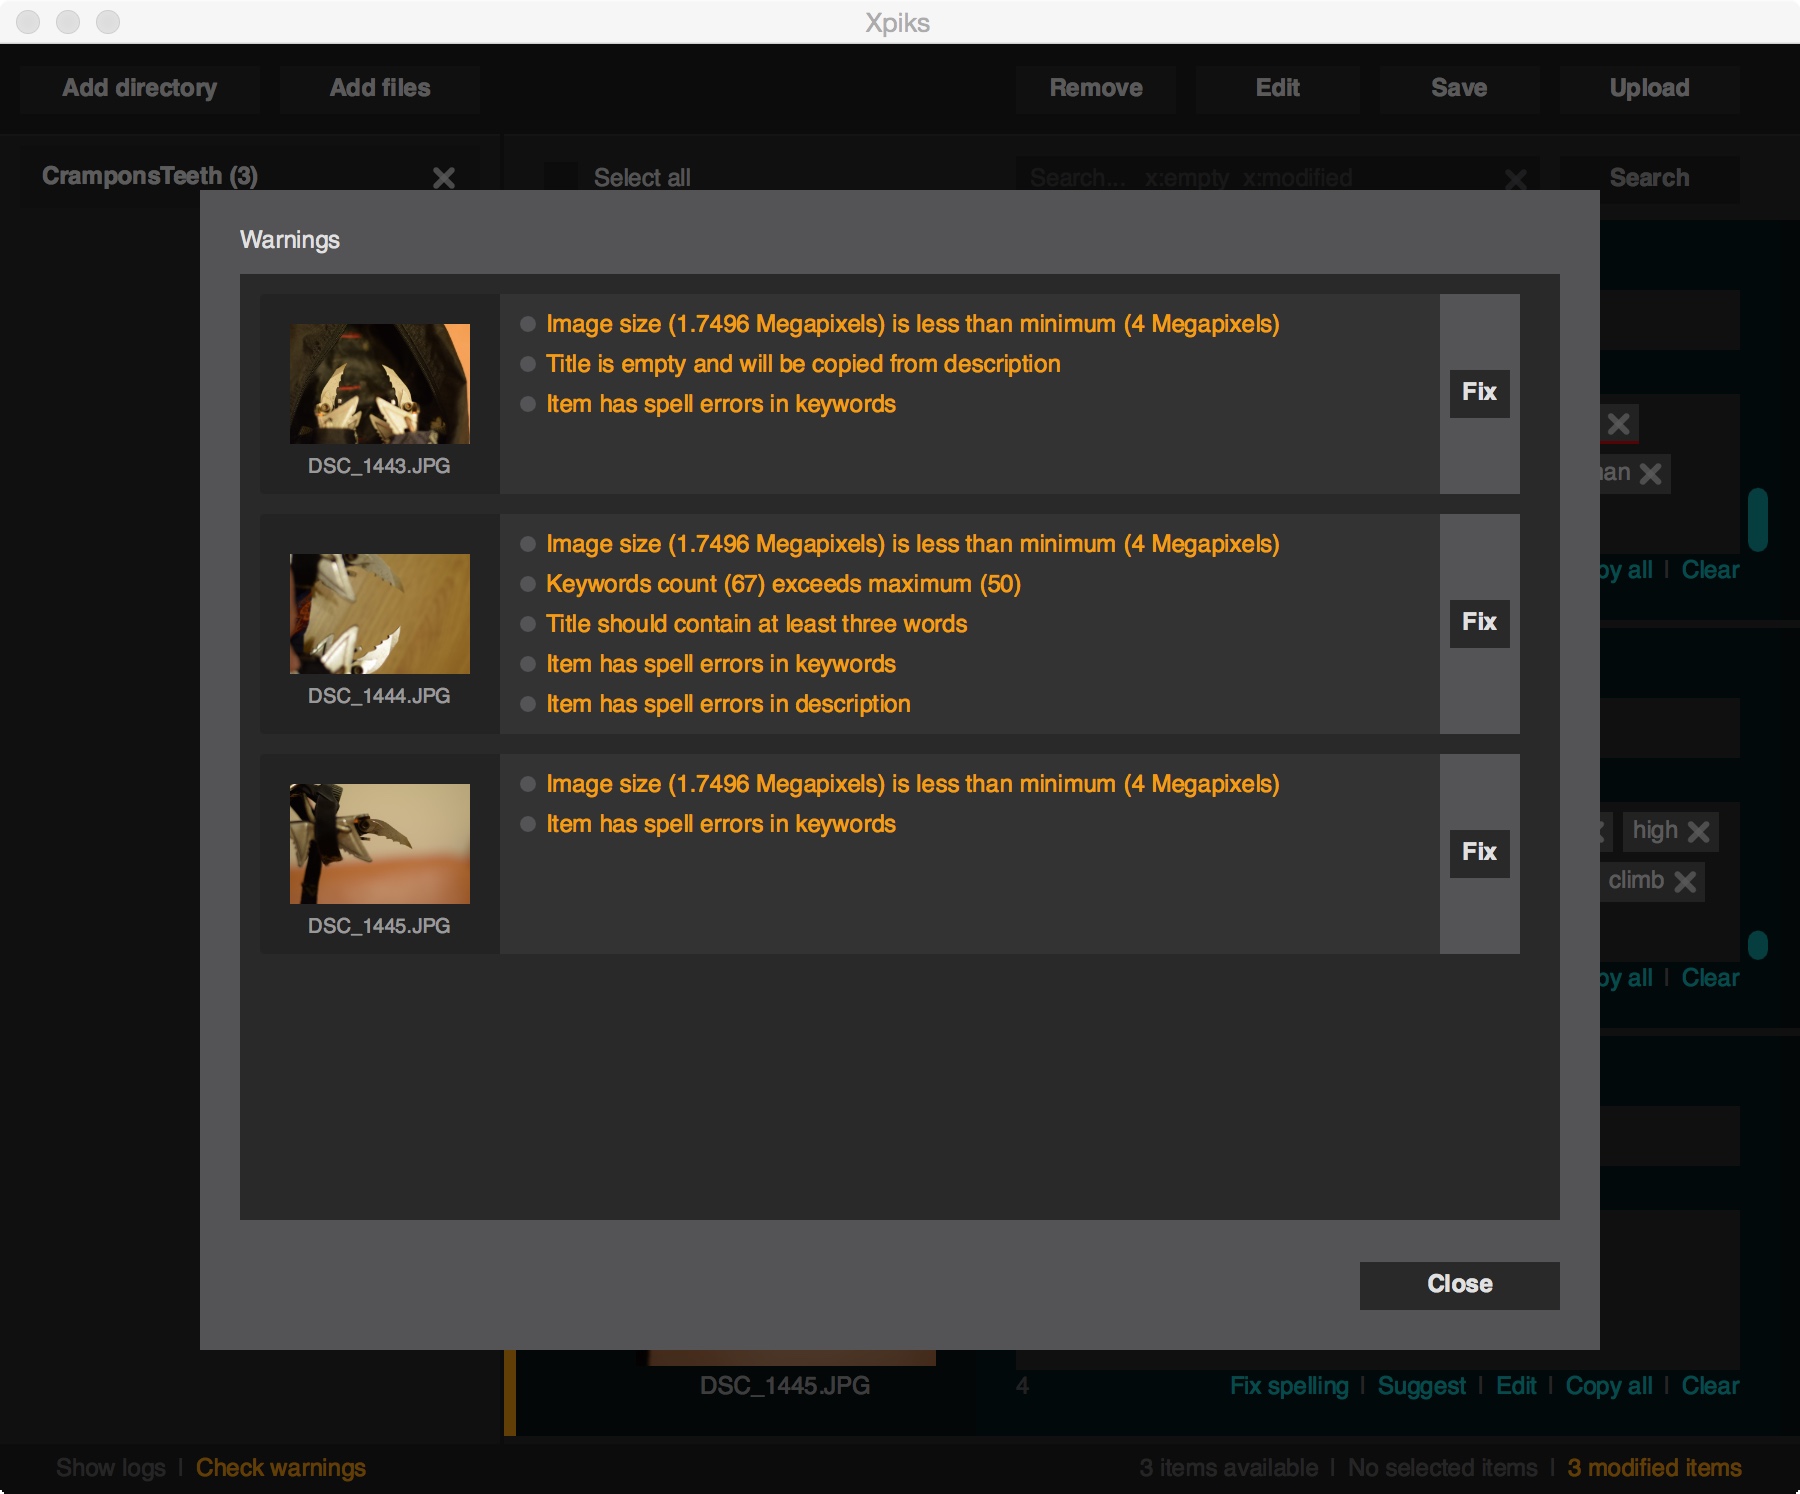 Xpiks
Add directory Add files Remove Edit Save Upload
CramponsTeeth (3) Select all Search... x:empty x:modified Search
Warnings
Image size (1.7496 Megapixels) is less than minimum (4 Megapixels)
Title is empty and will be copied from description
Item has spell errors in keywords
Fix
DSC_1443.JPG
Image size (1.7496 Megapixels) is less than minimum (4 Megapixels)
Keywords count (67) exceeds maximum (50)
Title should contain at least three words
Item has spell errors in keywords
Item has spell errors in description
Fix
DSC_1444.JPG
Image size (1.7496 Megapixels) is less than minimum (4 Megapixels)
Item has spell errors in keywords
Fix
DSC_1445.JPG
all | Clear
high
climb
all | Clear
Close
DSC_1445.JPG 4 Fix spelling | Suggest | Edit | Copy all | Clear
Show logs | Check warnings 3 items available | No selected items | 3 modified items